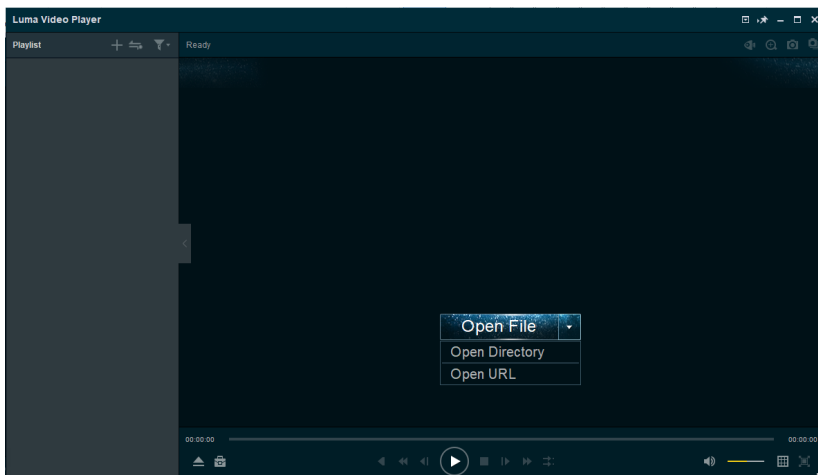 Luma Video Player
Playlist
Ready
Open File
Open Directory
Open URL
00:00:00
00:00:00